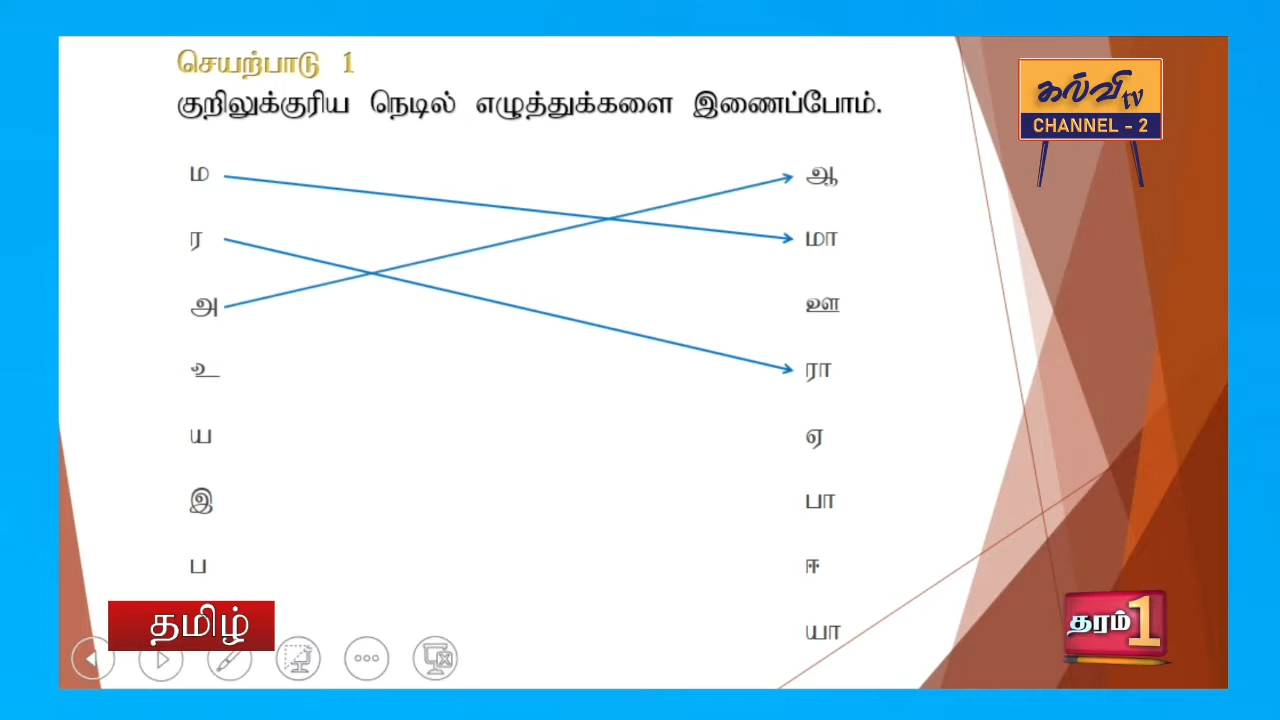 செயற்பாடு 1
குறிலுக்குரிய நெடில் எழுத்துக்களை இணைப்போம்.
கல்வி tv
CHANNEL - 2
ம ஆ
ர மா
அ ஊ
உ ரா
ய ஏ
இ பா
ப ஈ
யா
தமிழ்
தரம் 1